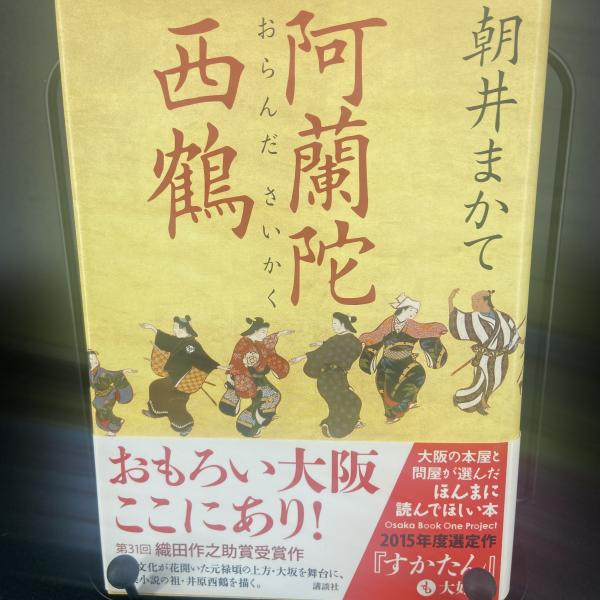 朝井まかて
阿蘭陀
西鶴
おらんだ さいかく
おもろい大阪
ここにあり!
第31回 織田作之助賞受賞作
文化が花開いた元禄頃の上方・大坂を舞台に、
小説の祖・井原西鶴を描く。
講談社
大阪の本屋と
問屋が選んだ
ほんまに
読んでほしい本
Osaka Book One Project
2015年度選定作
『すかたん』
も